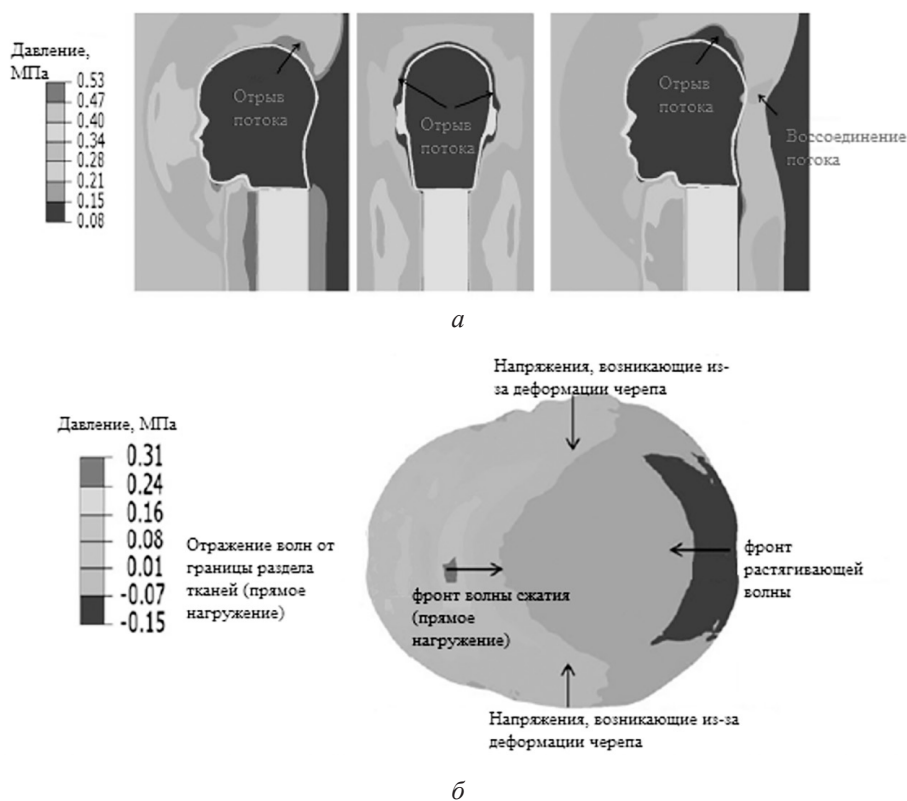 Давление,
МПа
0.53
0.47
0.40
0.34
0.28
0.21
0.15
0.08
Отрыв
потока
Отрыв
потока
Отрыв
потока
Воссоединение
потока
а
Давление, МПа
0.31
0.24
0.16
0.08
0.01
-0.07
-0.15
Отражение волн от
границы раздела
тканей (прямое
нагружение)
Напряжения, возникающие из-
за деформации черепа
фронт волны сжатия
(прямое
нагружение)
фронт
растягивающей
волны
Напряжения, возникающие из-за
деформации черепа
б